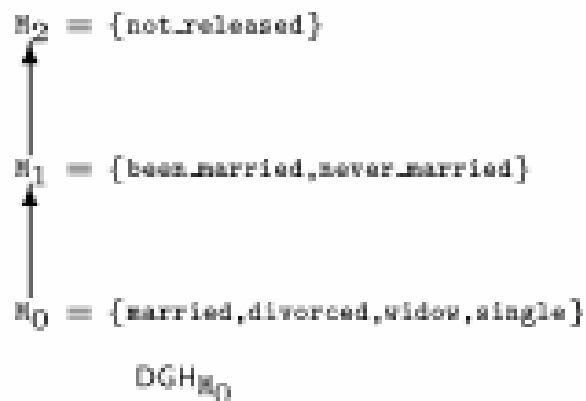 M2 = {not_released}
M1 = {been_married,never_married}
M0 = {married,divorced,widow,single}
DGHM0